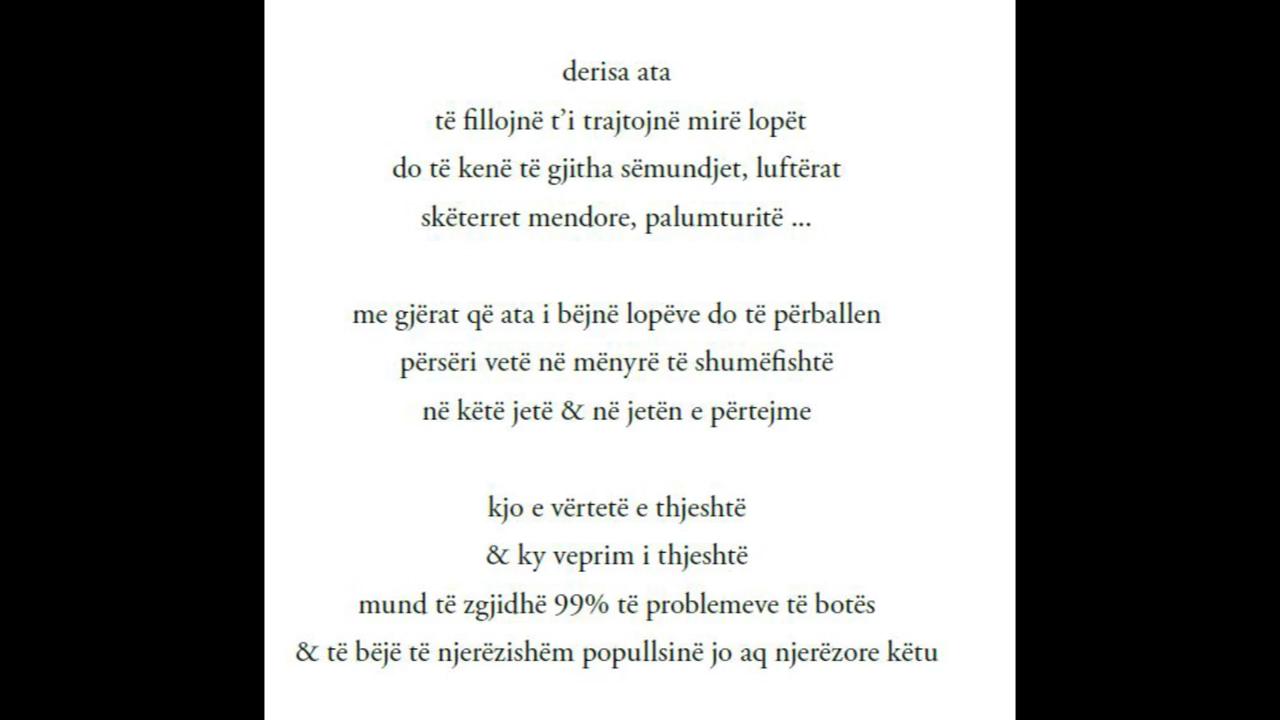 derisa ata
të fillojnë t’i trajtojnë mirë lopët
do të kenë të gjitha sëmundjet, luftërat
skëterret mendore, palumturitë ...
me gjërat që ata i bëjnë lopëve do të përballen
përsëri vetë në mënyrë të shumëfishtë
në këtë jetë & në jetën e përtejme
kjo e vërtetë e thjeshtë
& ky veprim i thjeshtë
mund të zgjidhë 99% të problemeve të botës
& të bëjë të njerëzishëm popullsinë jo aq njerëzore këtu